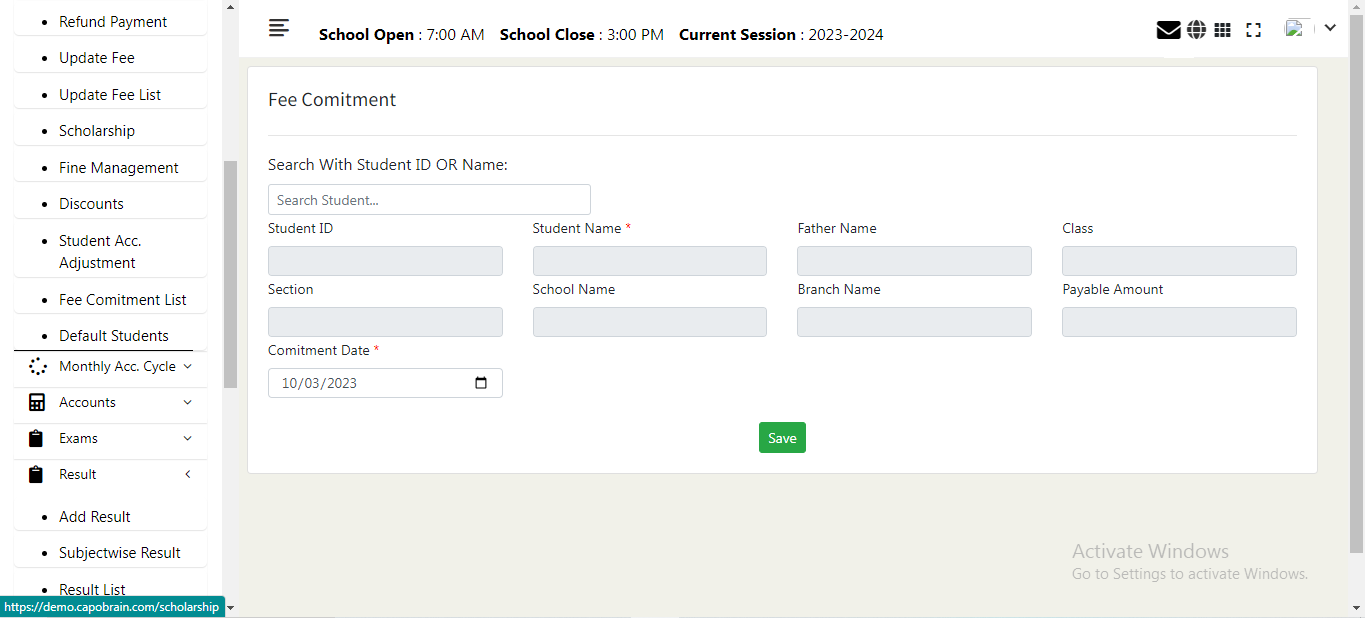 Refund Payment
Update Fee
Update Fee List
Scholarship
Fine Management
Discounts
Student Acc.
Adjustment
Fee Comitment List
Default Students
Monthly Acc. Cycle
Accounts
Exams
Result
Add Result
Subjectwise Result
Result List
https://demo.capobrain.com/scholarship
School Open : 7:00 AM School Close : 3:00 PM Current Session : 2023-2024
Fee Comitment
Search With Student ID OR Name:
Search Student...
Student ID Student Name * Father Name Class
Section School Name Branch Name Payable Amount
Comitment Date *
10/03/2023
Save
Activate Windows
Go to Settings to activate Windows.